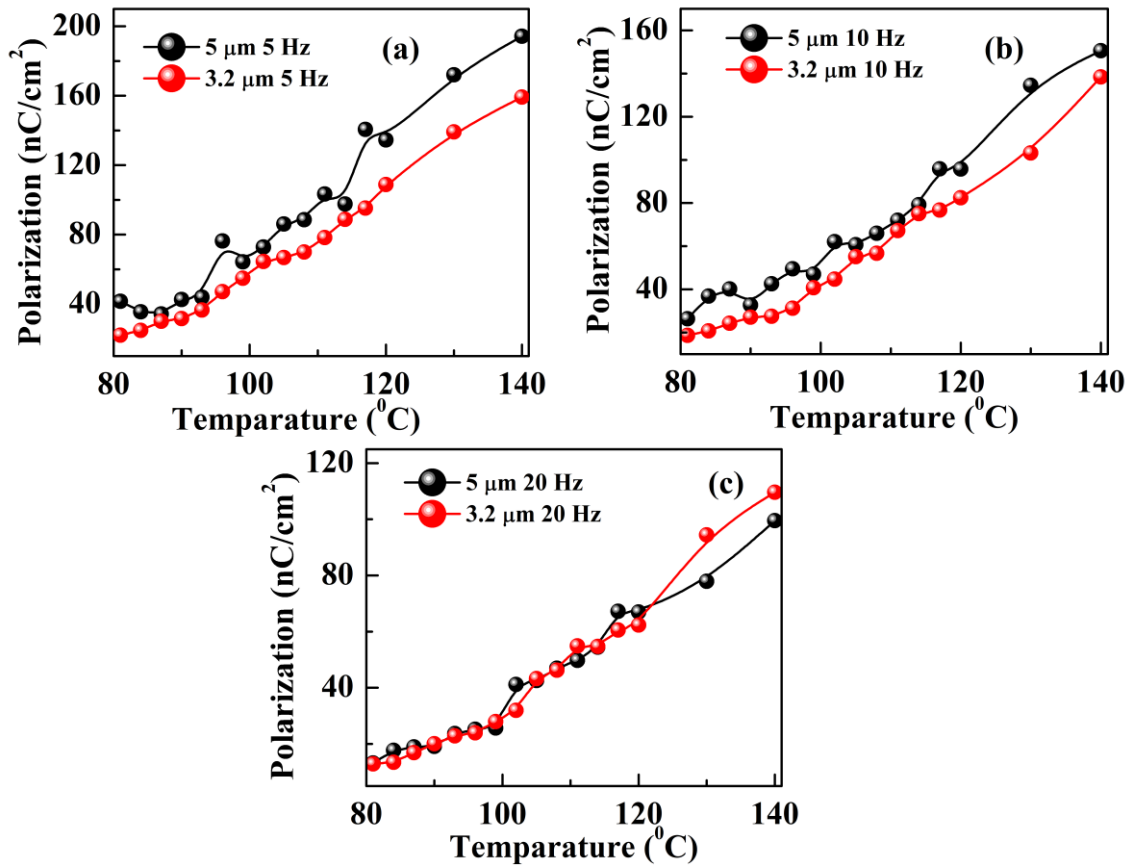 (a)
5 μm 5 Hz
3.2 μm 5 Hz
Polarization (nC/cm²)
200
160
120
80
40
80 100 120 140
Temparature (⁰C)
(b)
5 μm 10 Hz
3.2 μm 10 Hz
Polarization (nC/cm²)
160
120
80
40
80 90 100 110 120 130 140
Temparature (⁰C)
(c)
5 μm 20 Hz
3.2 μm 20 Hz
Polarization (nC/cm²)
120
80
40
80 100 120 140
Temparature (⁰C)